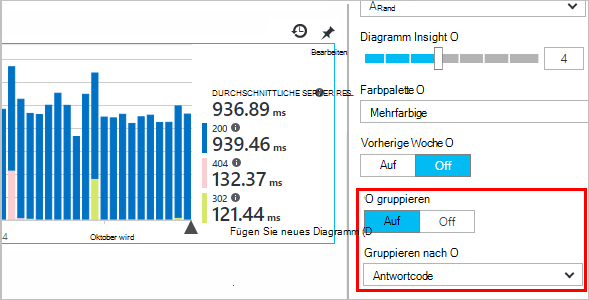 Bearbeiten
DURCHSCHNITTLICHE SERVER RES
936.89 ms
200
939.46 ms
404
132.37 ms
302
121.44 ms
4
Oktober wird
Fügen Sie neues Diagramm (D
ARand
Diagramm Insight O
4
Farbpalette O
Mehrfarbige
Vorherige Woche O
Auf Off
O gruppieren
Auf Off
Gruppieren nach O
Antwortcode